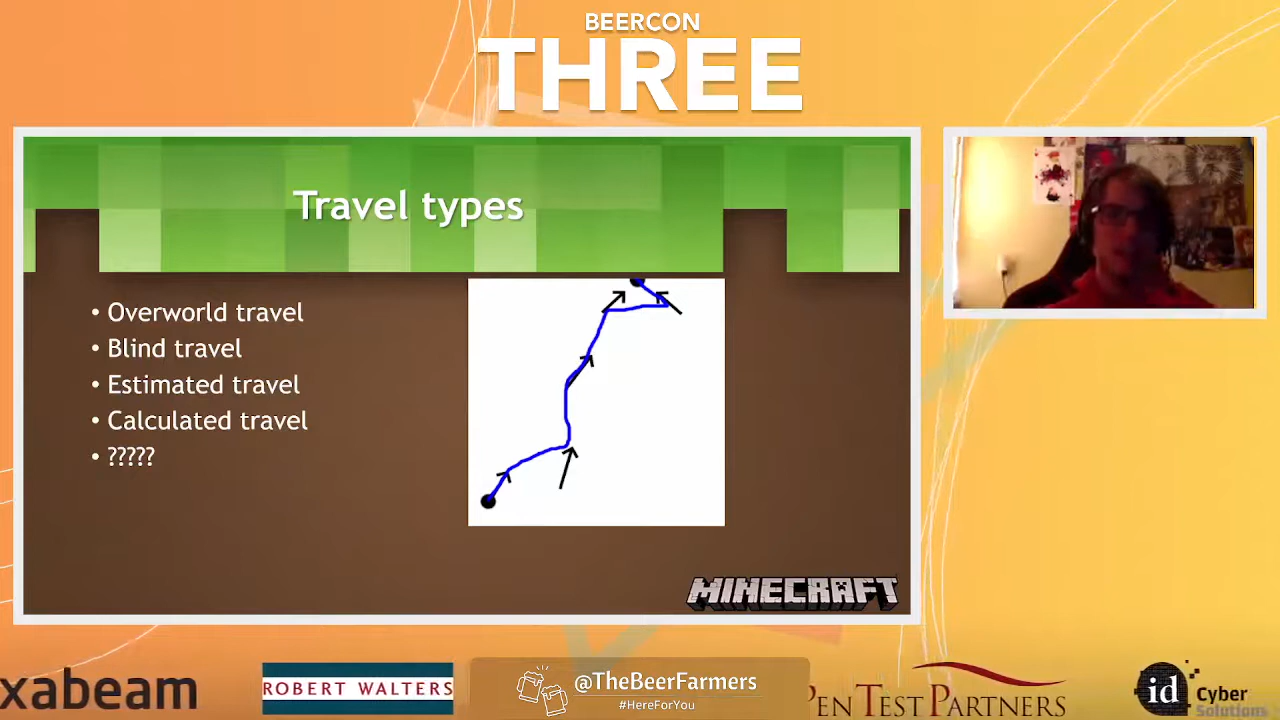 BEERCON
THREE
Travel types
• Overworld travel
• Blind travel
• Estimated travel
• Calculated travel
• ?????
MINECRAFT
xabeam
ROBERT WALTERS
@TheBeerFarmers
#HereForYou
PEN TEST PARTNERS
id Cyber
Solutions